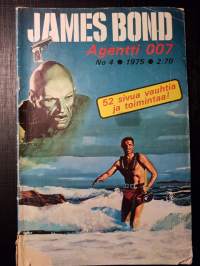 JAMES BOND
Agentti 007
No 4 ● 1975 ● 2:70
52 sivua vauhtia
ja toimintaa!